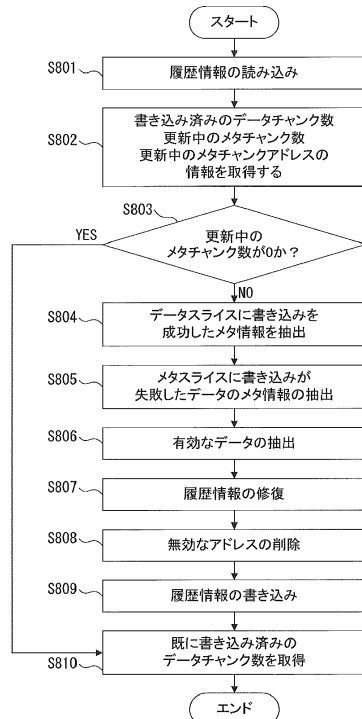 スタート
S801
履歴情報の読み込み
S802
書き込み済みのデータチャンク数
更新中のメタチャンク数
更新中のメタチャンクアドレスの
情報を取得する
S803
YES
更新中の
メタチャンク数が0か？
NO
S804
データスライスに書き込みを
成功したメタ情報を抽出
S805
メタスライスに書き込みが
失敗したデータのメタ情報の抽出
S806
有効なデータの抽出
S807
履歴情報の修復
S808
無効なアドレスの削除
S809
履歴情報の書き込み
S810
既に書き込み済みの
データチャンク数を取得
エンド